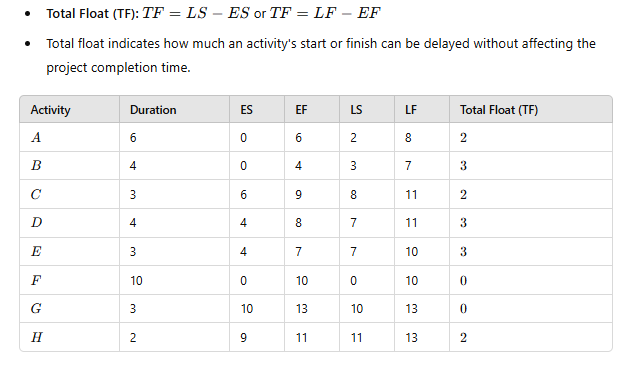 Total Float (TF): TF = LS − ES or TF = LF − EF
Total float indicates how much an activity's start or finish can be delayed without affecting the
project completion time.
Activity Duration ES EF LS LF Total Float (TF)
A 6 0 6 2 8 2
B 4 0 4 3 7 3
C 3 6 9 8 11 2
D 4 4 8 7 11 3
E 3 4 7 7 10 3
F 10 0 10 0 10 0
G 3 10 13 10 13 0
H 2 9 11 11 13 2